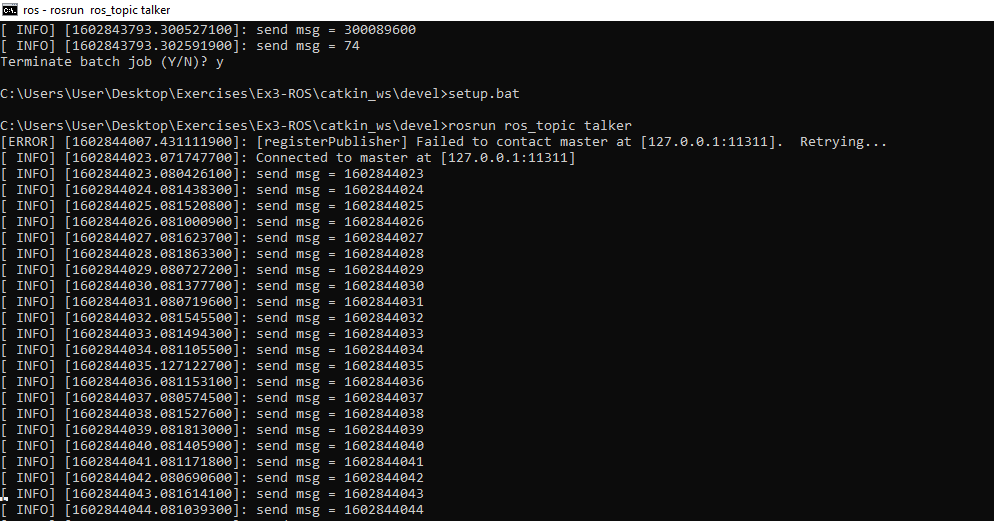 ros - rosrun  ros_topic talker
[ INFO] [1602843793.300527100]: send msg = 300089600
[ INFO] [1602843793.302591900]: send msg = 74
Terminate batch job (Y/N)? y
C:\Users\User\Desktop\Exercises\Ex3-ROS\catkin_ws\devel>setup.bat
C:\Users\User\Desktop\Exercises\Ex3-ROS\catkin_ws\devel>rosrun ros_topic talker
[ERROR] [1602844007.431111900]: [registerPublisher] Failed to contact master at [127.0.0.1:11311].  Retrying...
[ INFO] [1602844023.071747700]: Connected to master at [127.0.0.1:11311]
[ INFO] [1602844023.080426100]: send msg = 1602844023
[ INFO] [1602844024.081438300]: send msg = 1602844024
[ INFO] [1602844025.081520800]: send msg = 1602844025
[ INFO] [1602844026.081000900]: send msg = 1602844026
[ INFO] [1602844027.081623700]: send msg = 1602844027
[ INFO] [1602844028.081863300]: send msg = 1602844028
[ INFO] [1602844029.080727200]: send msg = 1602844029
[ INFO] [1602844030.081377700]: send msg = 1602844030
[ INFO] [1602844031.080719600]: send msg = 1602844031
[ INFO] [1602844032.081545500]: send msg = 1602844032
[ INFO] [1602844033.081494300]: send msg = 1602844033
[ INFO] [1602844034.081105500]: send msg = 1602844034
[ INFO] [1602844035.127122700]: send msg = 1602844035
[ INFO] [1602844036.081153100]: send msg = 1602844036
[ INFO] [1602844037.080574500]: send msg = 1602844037
[ INFO] [1602844038.081527600]: send msg = 1602844038
[ INFO] [1602844039.081813000]: send msg = 1602844039
[ INFO] [1602844040.081405900]: send msg = 1602844040
[ INFO] [1602844041.081171800]: send msg = 1602844041
[ INFO] [1602844042.080690600]: send msg = 1602844042
[ INFO] [1602844043.081614100]: send msg = 1602844043
[ INFO] [1602844044.081039300]: send msg = 1602844044